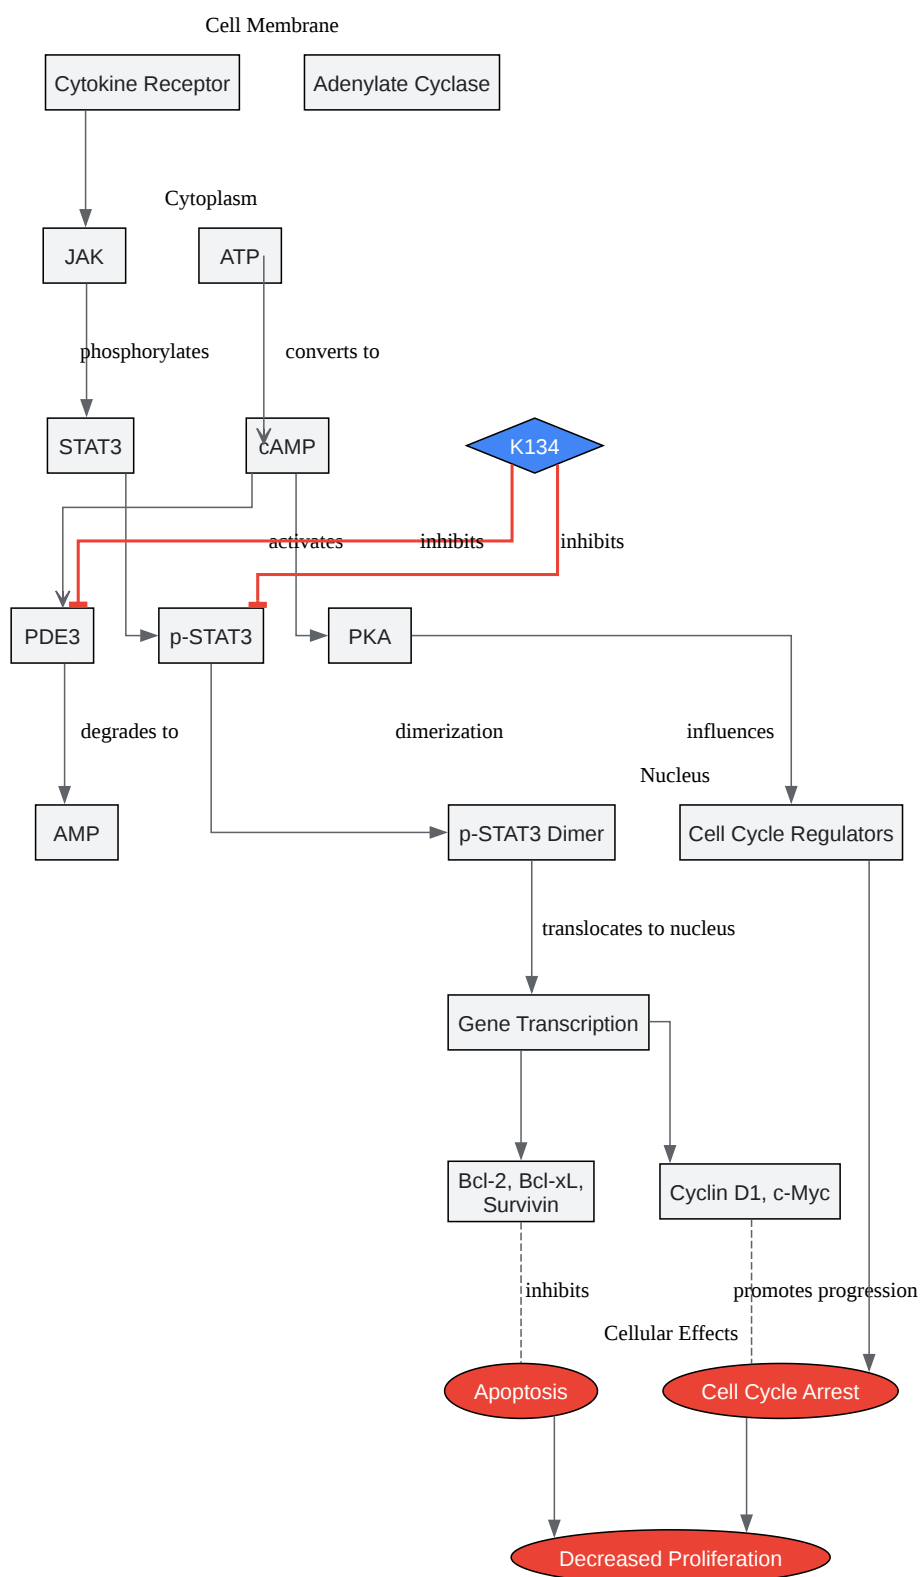 Cell Membrane
Cytokine Receptor
Adenylate Cyclase
Cytoplasm
JAK
ATP
phosphorylates
converts to
STAT3
cAMP
K134
activates
inhibits
inhibits
PDE3
p-STAT3
PKA
degrades to
dimerization
influences
Nucleus
AMP
p-STAT3 Dimer
Cell Cycle Regulators
translocates to nucleus
Gene Transcription
Bcl-2, Bcl-xL,
Survivin
Cyclin D1, c-Myc
inhibits
promotes progression
Cellular Effects
Apoptosis
Cell Cycle Arrest
Decreased Proliferation